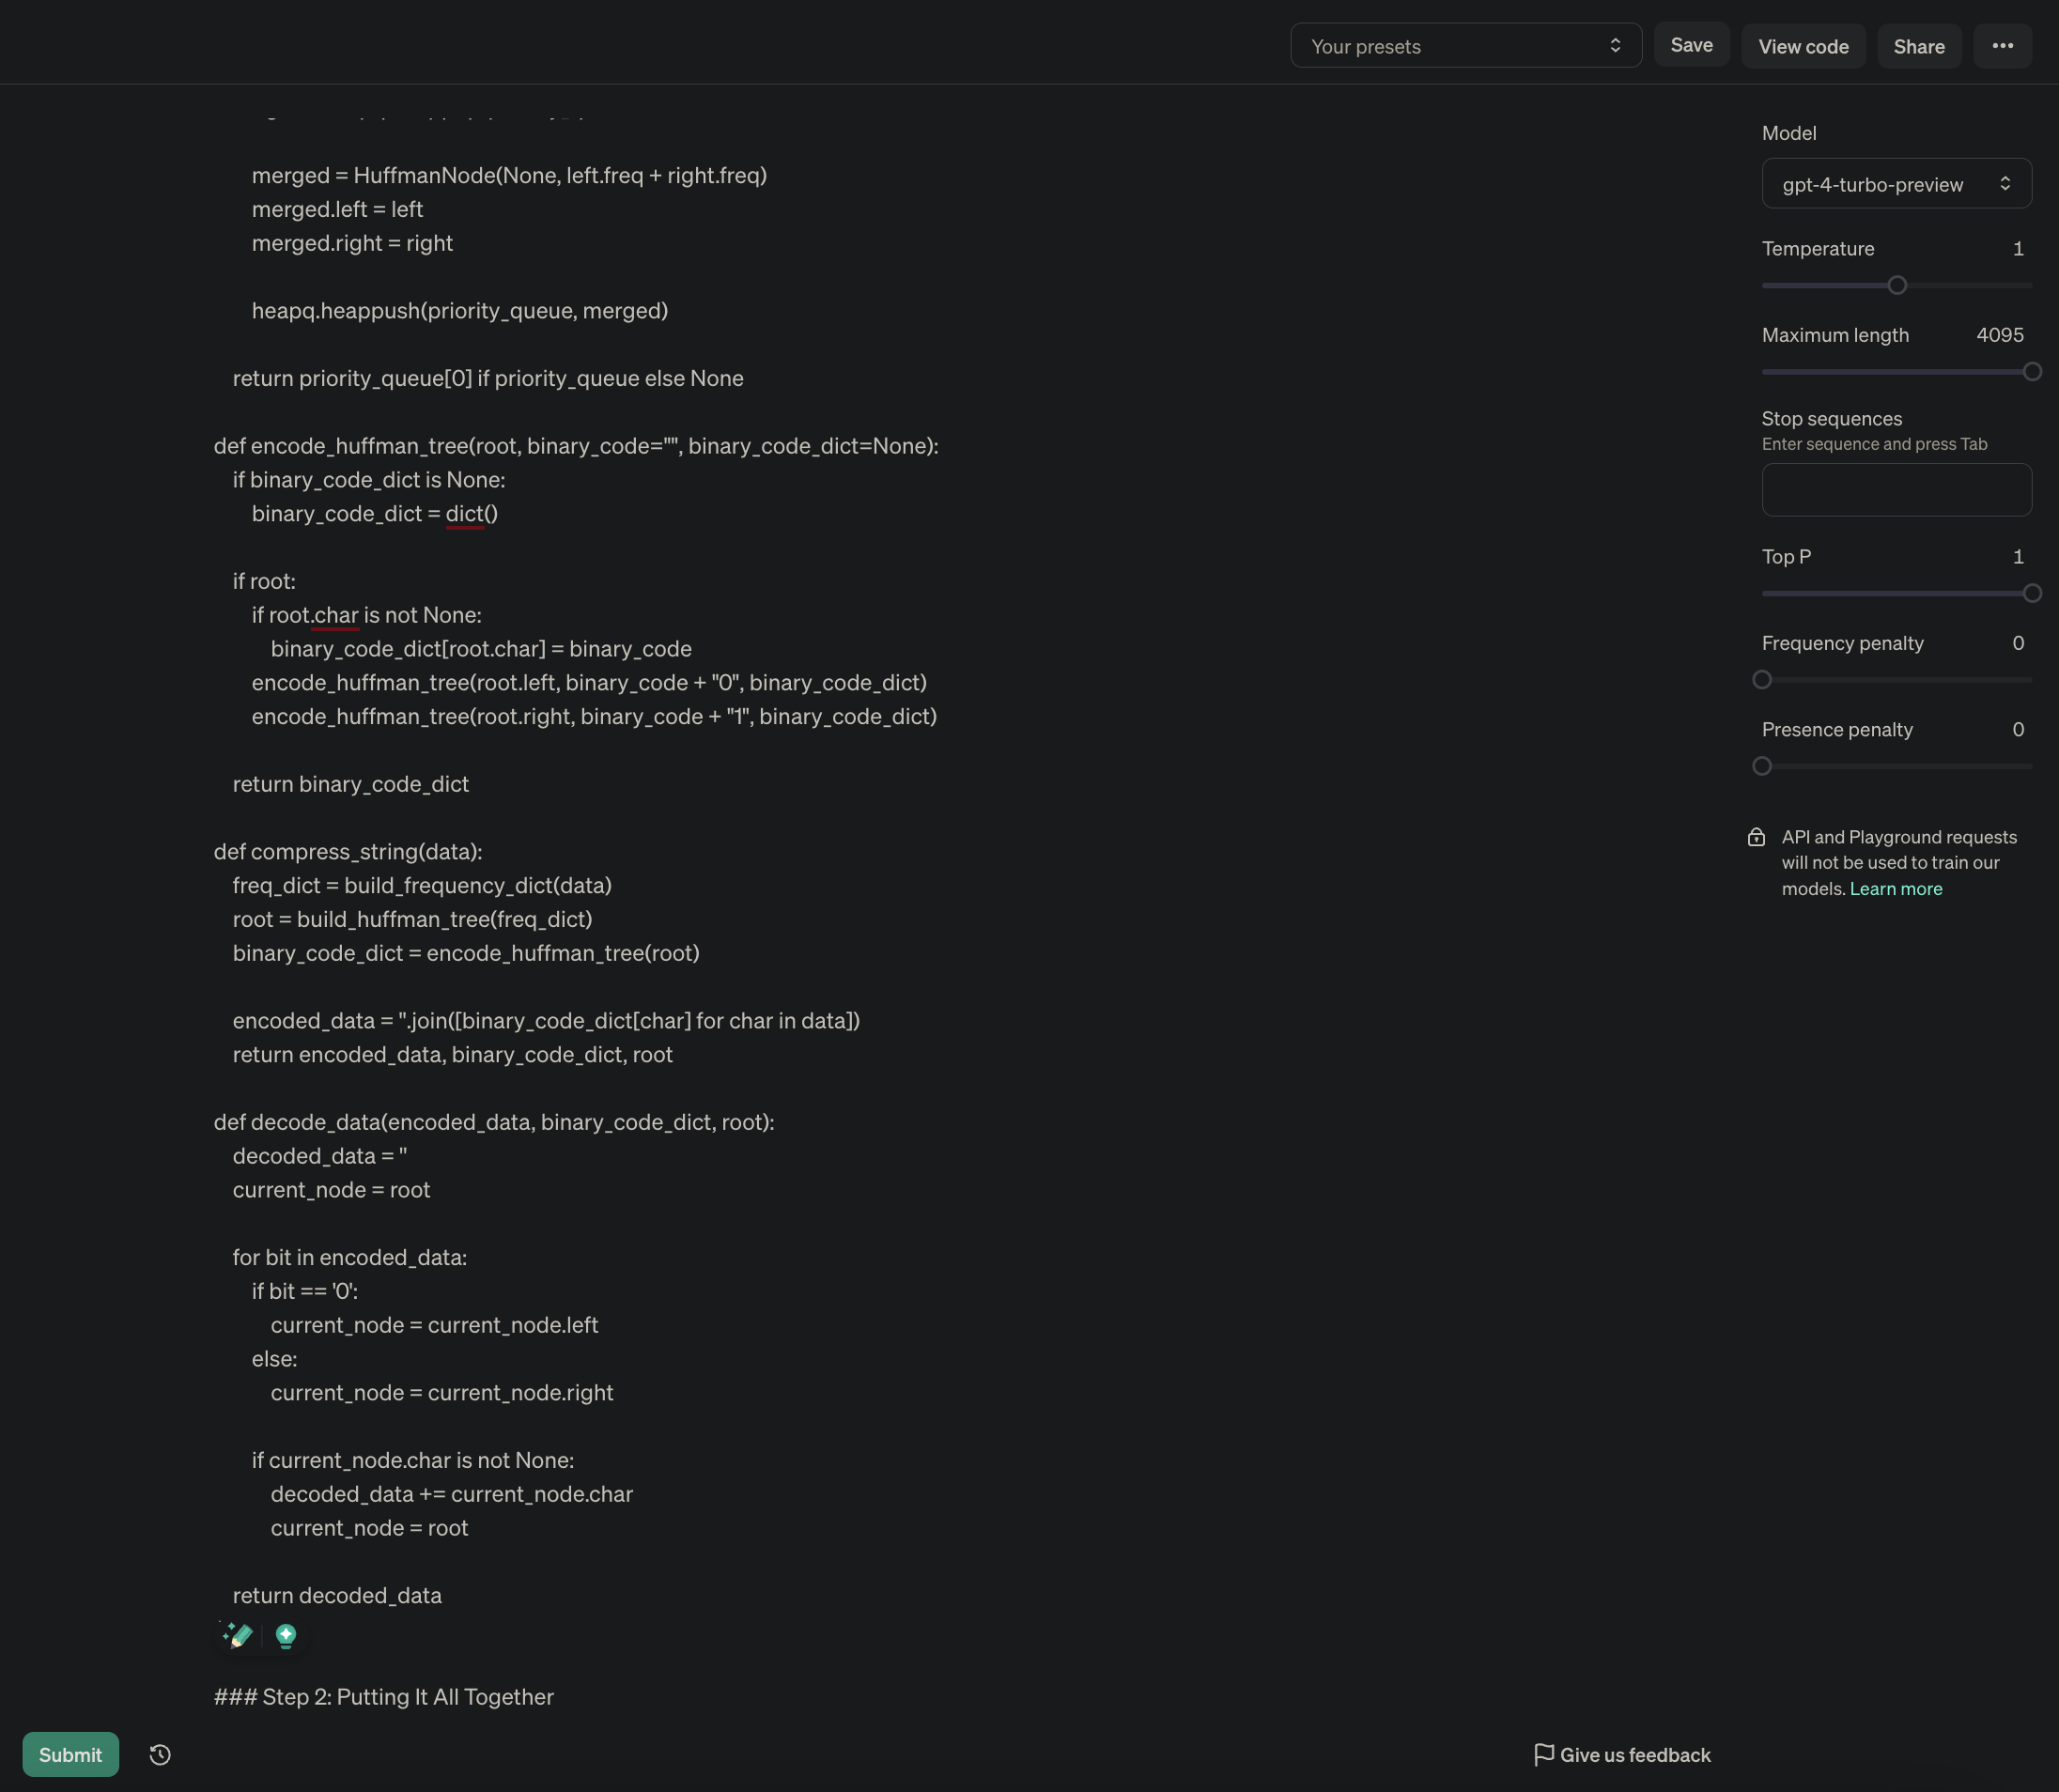 Your presets
Save
View code
Share
merged = HuffmanNode(None, left.freq + right.freq)
merged.left = left
merged.right = right
heapq.heappush(priority_queue, merged)
return priority_queue[0] if priority_queue else None
def encode_huffman_tree(root, binary_code="", binary_code_dict=None):
if binary_code_dict is None:
binary_code_dict = dict()
if root:
if root.char is not None:
binary_code_dict[root.char] = binary_code
encode_huffman_tree(root.left, binary_code + "0", binary_code_dict)
encode_huffman_tree(root.right, binary_code + "1", binary_code_dict)
return binary_code_dict
def compress_string(data):
freq_dict = build_frequency_dict(data)
root = build_huffman_tree(freq_dict)
binary_code_dict = encode_huffman_tree(root)
encoded_data = ''.join([binary_code_dict[char] for char in data])
return encoded_data, binary_code_dict, root
def decode_data(encoded_data, binary_code_dict, root):
decoded_data = ''
current_node = root
for bit in encoded_data:
if bit == '0':
current_node = current_node.left
else:
current_node = current_node.right
if current_node.char is not None:
decoded_data += current_node.char
current_node = root
return decoded_data
### Step 2: Putting It All Together
Submit
Give us feedback
Model
gpt-4-turbo-preview
Temperature 1
Maximum length 4095
Stop sequences
Enter sequence and press Tab
Top P 1
Frequency penalty 0
Presence penalty 0
API and Playground requests
will not be used to train our
models. Learn more